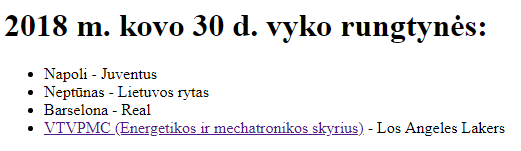 2018 m. kovo 30 d. vyko rungtynės:
Napoli - Juventus
Neptūnas - Lietuvos rytas
Barselona - Real
VTVPMC (Energetikos ir mechatronikos skyrius) - Los Angeles Lakers